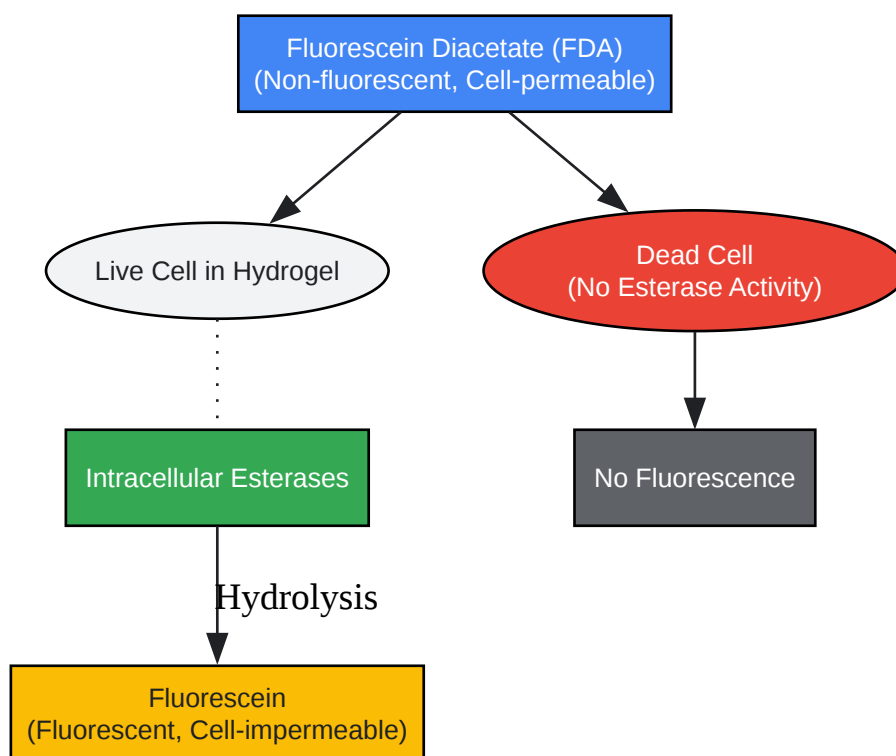 Fluorescein Diacetate (FDA)
(Non-fluorescent, Cell-permeable)
Live Cell in Hydrogel
Dead Cell
(No Esterase Activity)
Intracellular Esterases
No Fluorescence
Hydrolysis
Fluorescein
(Fluorescent, Cell-impermeable)